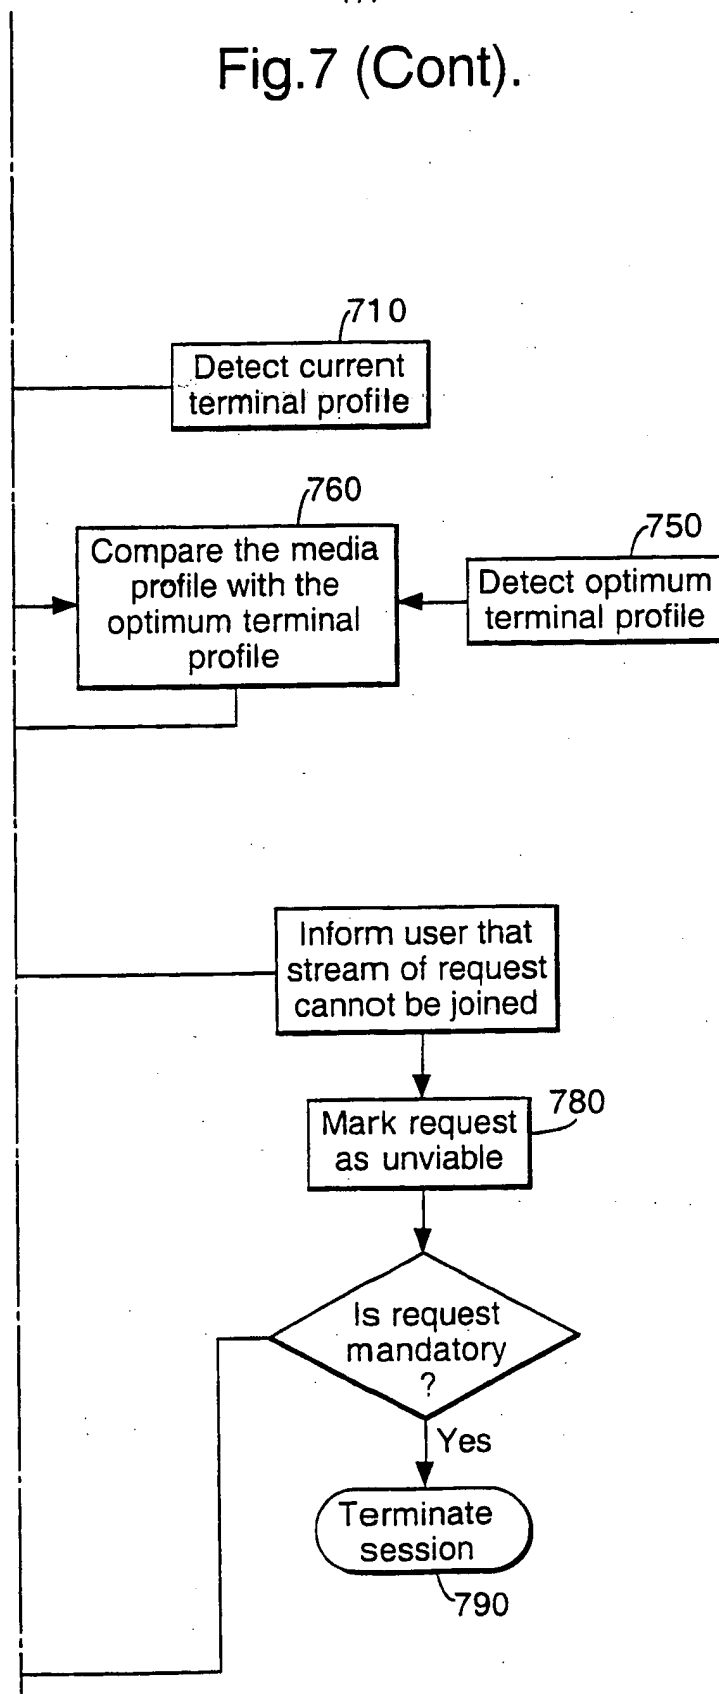 Fig.7 (Cont).
710
Detect current
terminal profile
760
Compare the media
profile with the
optimum terminal
profile
750
Detect optimum
terminal profile
Inform user that
stream of request
cannot be joined
780
Mark request
as unviable
Is request
mandatory
?
Yes
Terminate
session
790